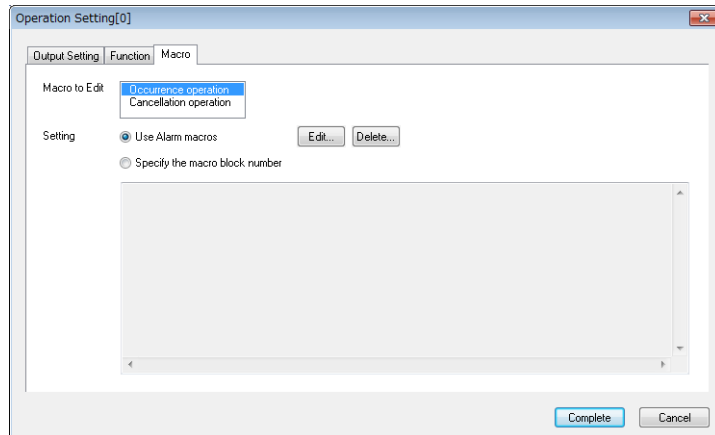 Operation Setting[0]
Output Setting Function Macro
Macro to Edit
Occurrence operation
Cancellation operation
Setting
Use Alarm macros
Edit... Delete...
Specify the macro block number
Complete Cancel